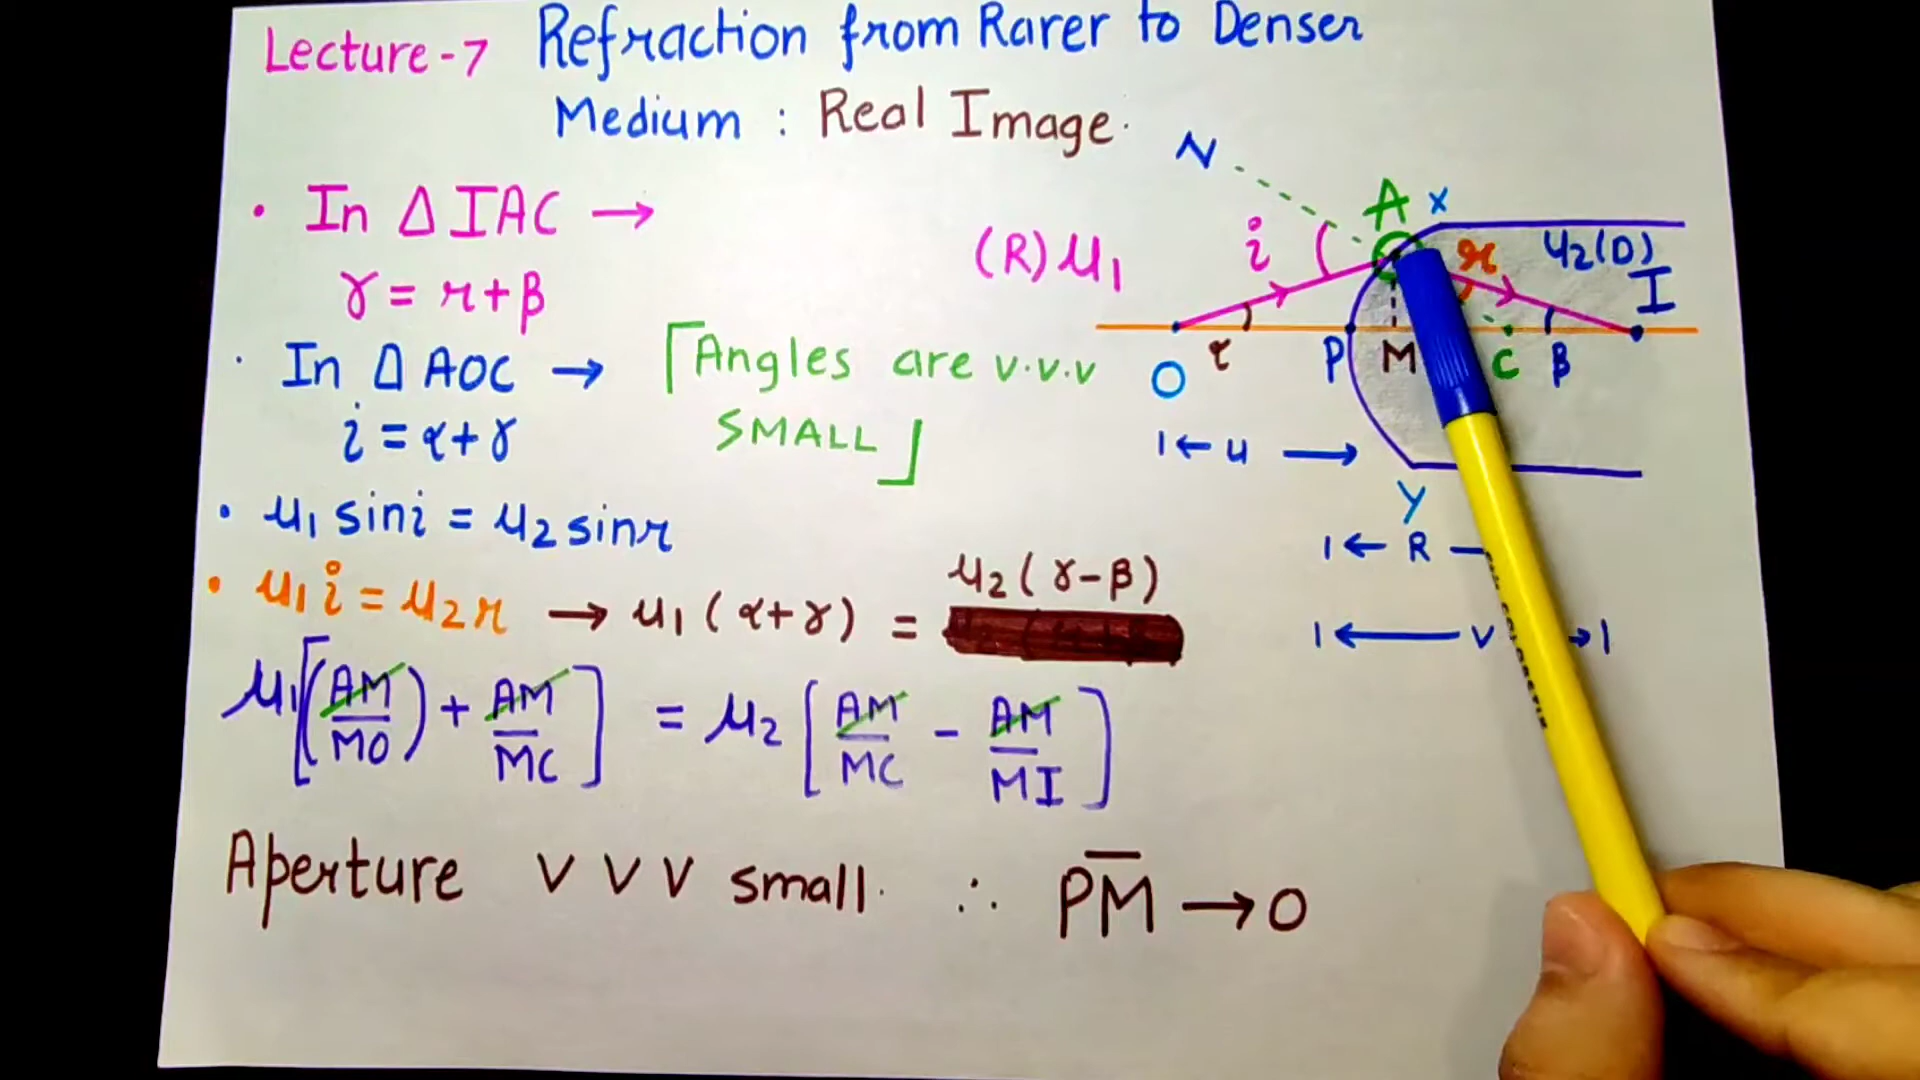 Lecture-7 Refraction from Rarer to Denser
Medium : Real Image.
• In △ IAC →
γ = r+β
• In △ AOC →
i = α+γ
[Angles are v.v.v
SMALL]
• μ₁ sini = μ₂ sinr
• μ₁ i = μ₂ r → μ₁ (α+γ) = μ₂ (γ-β)
μ₁[(AM/MO) + AM/MC] = μ₂ [AM/MC - AM/MI]
Aperture v v v small. ∴ PM → 0
N
A x
i
(R) μ₁
r
μ₂(D)
I
O α P M C β
|← u →
Y
|← R —
|← v →|